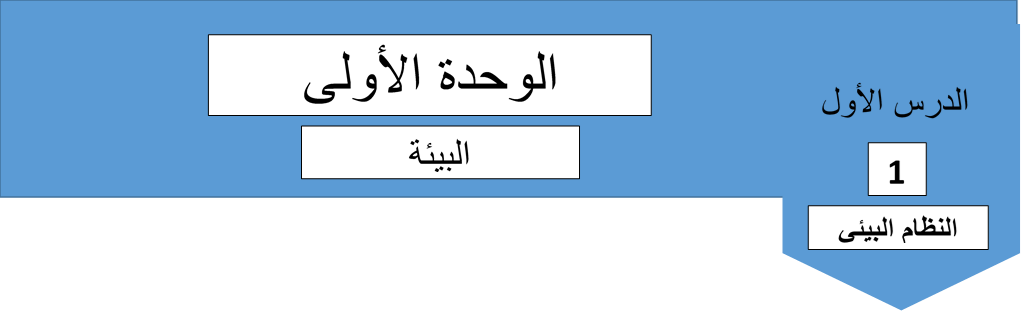 الوحدة الأولى
البيئة
الدرس الأول
1
النظام البيئى